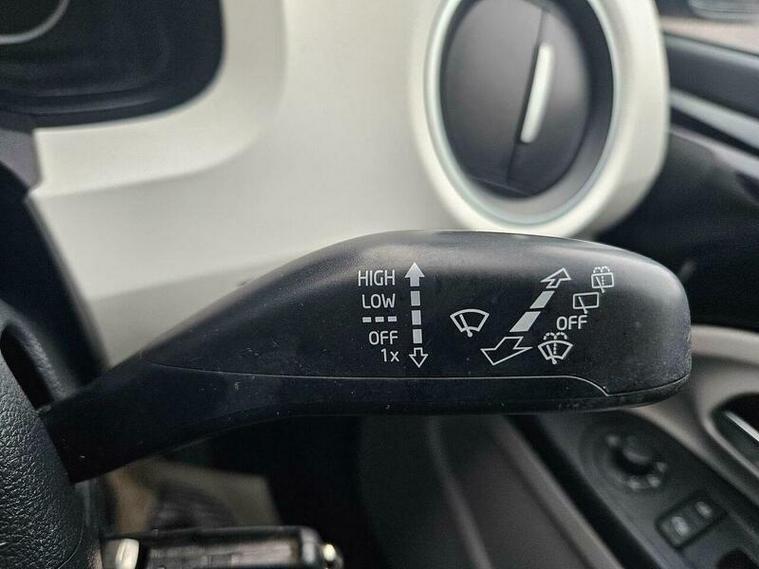 HIGH
LOW
---
OFF
1x
OFF